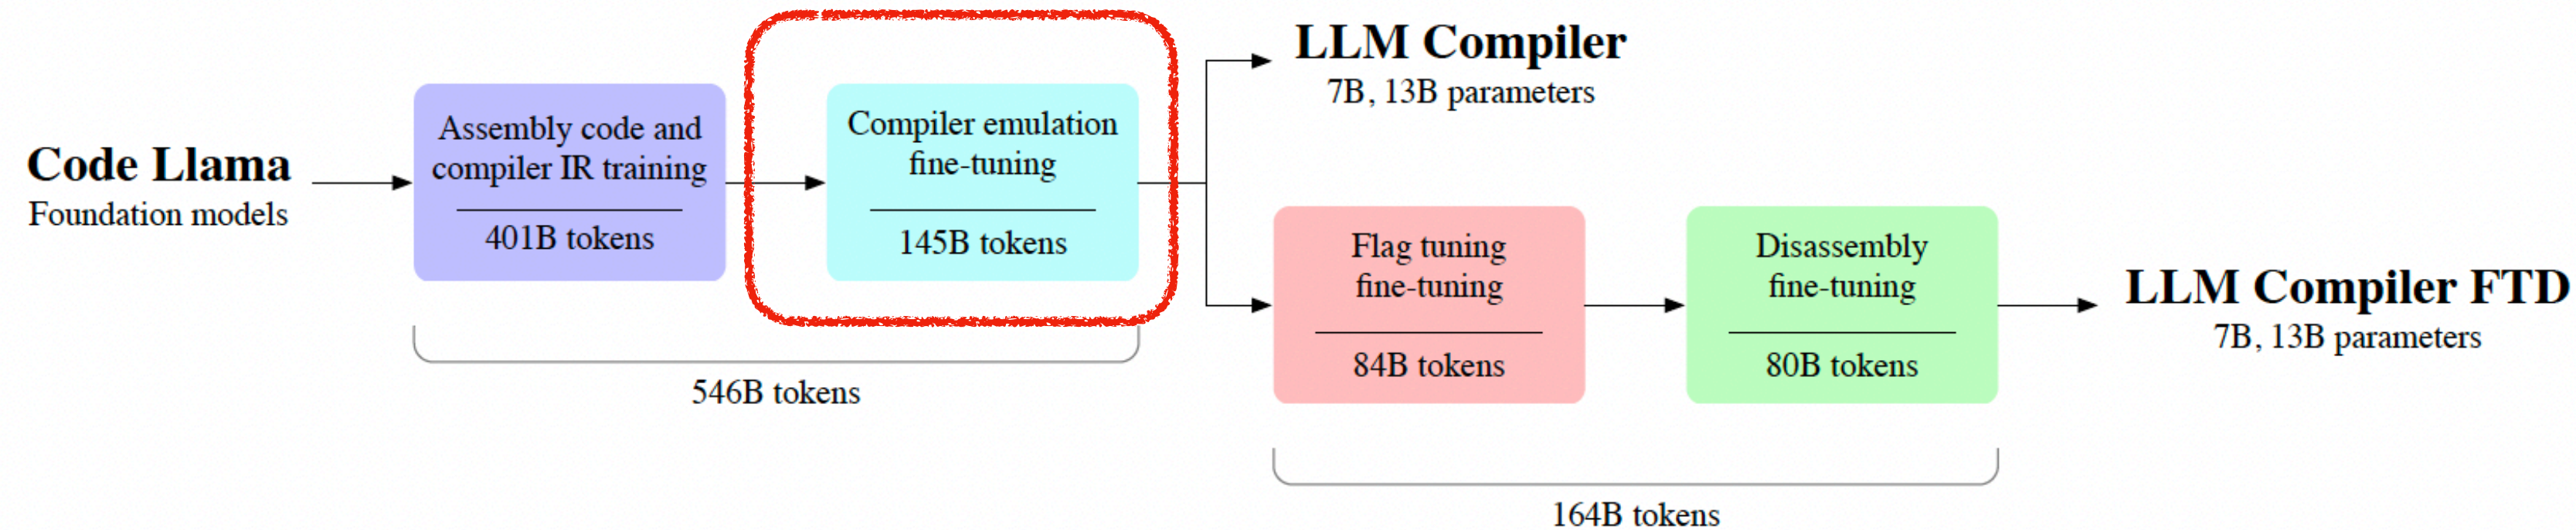 Code Llama
Foundation models
Assembly code and
compiler IR training
401B tokens
Compiler emulation
fine-tuning
145B tokens
546B tokens
LLM Compiler
7B, 13B parameters
Flag tuning
fine-tuning
84B tokens
Disassembly
fine-tuning
80B tokens
164B tokens
LLM Compiler FTD
7B, 13B parameters